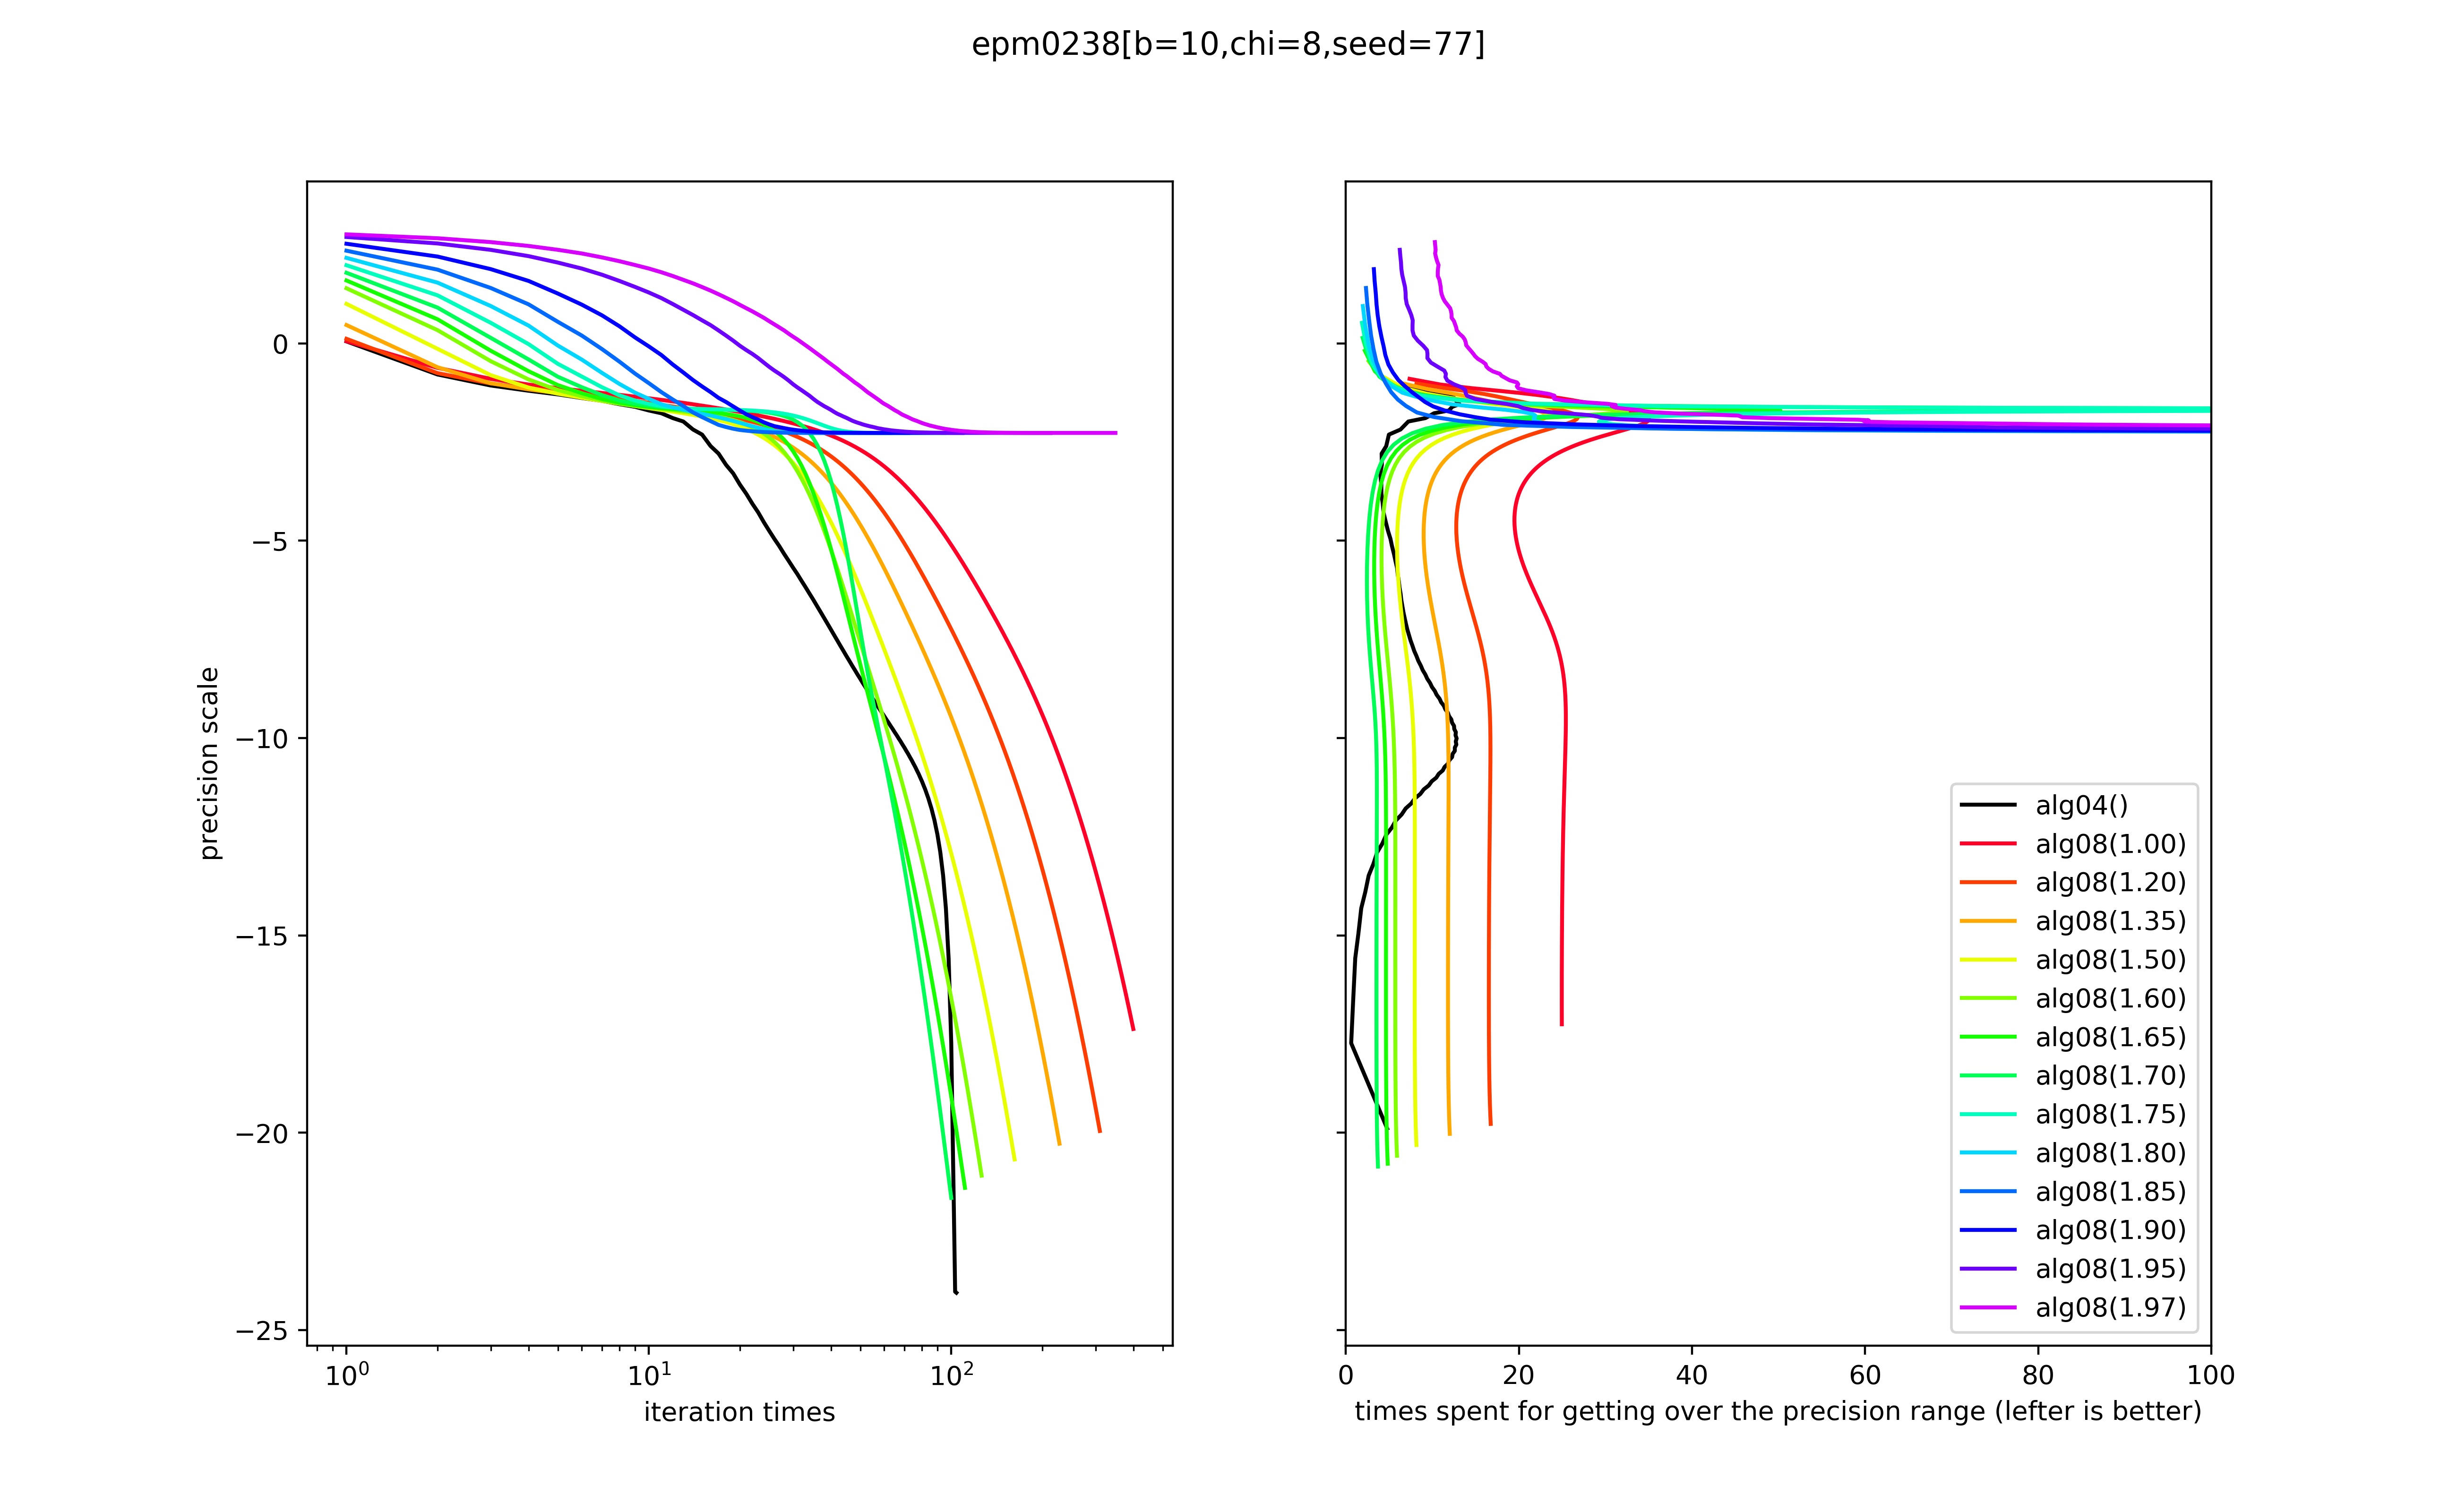 epm0238[b=10,chi=8,seed=77]
precision scale
0
−5
−10
−15
−20
−25
10⁰ 10¹ 10²
iteration times
0 20 40 60 80 100
times spent for getting over the precision range (lefter is better)
alg04()
alg08(1.00)
alg08(1.20)
alg08(1.35)
alg08(1.50)
alg08(1.60)
alg08(1.65)
alg08(1.70)
alg08(1.75)
alg08(1.80)
alg08(1.85)
alg08(1.90)
alg08(1.95)
alg08(1.97)